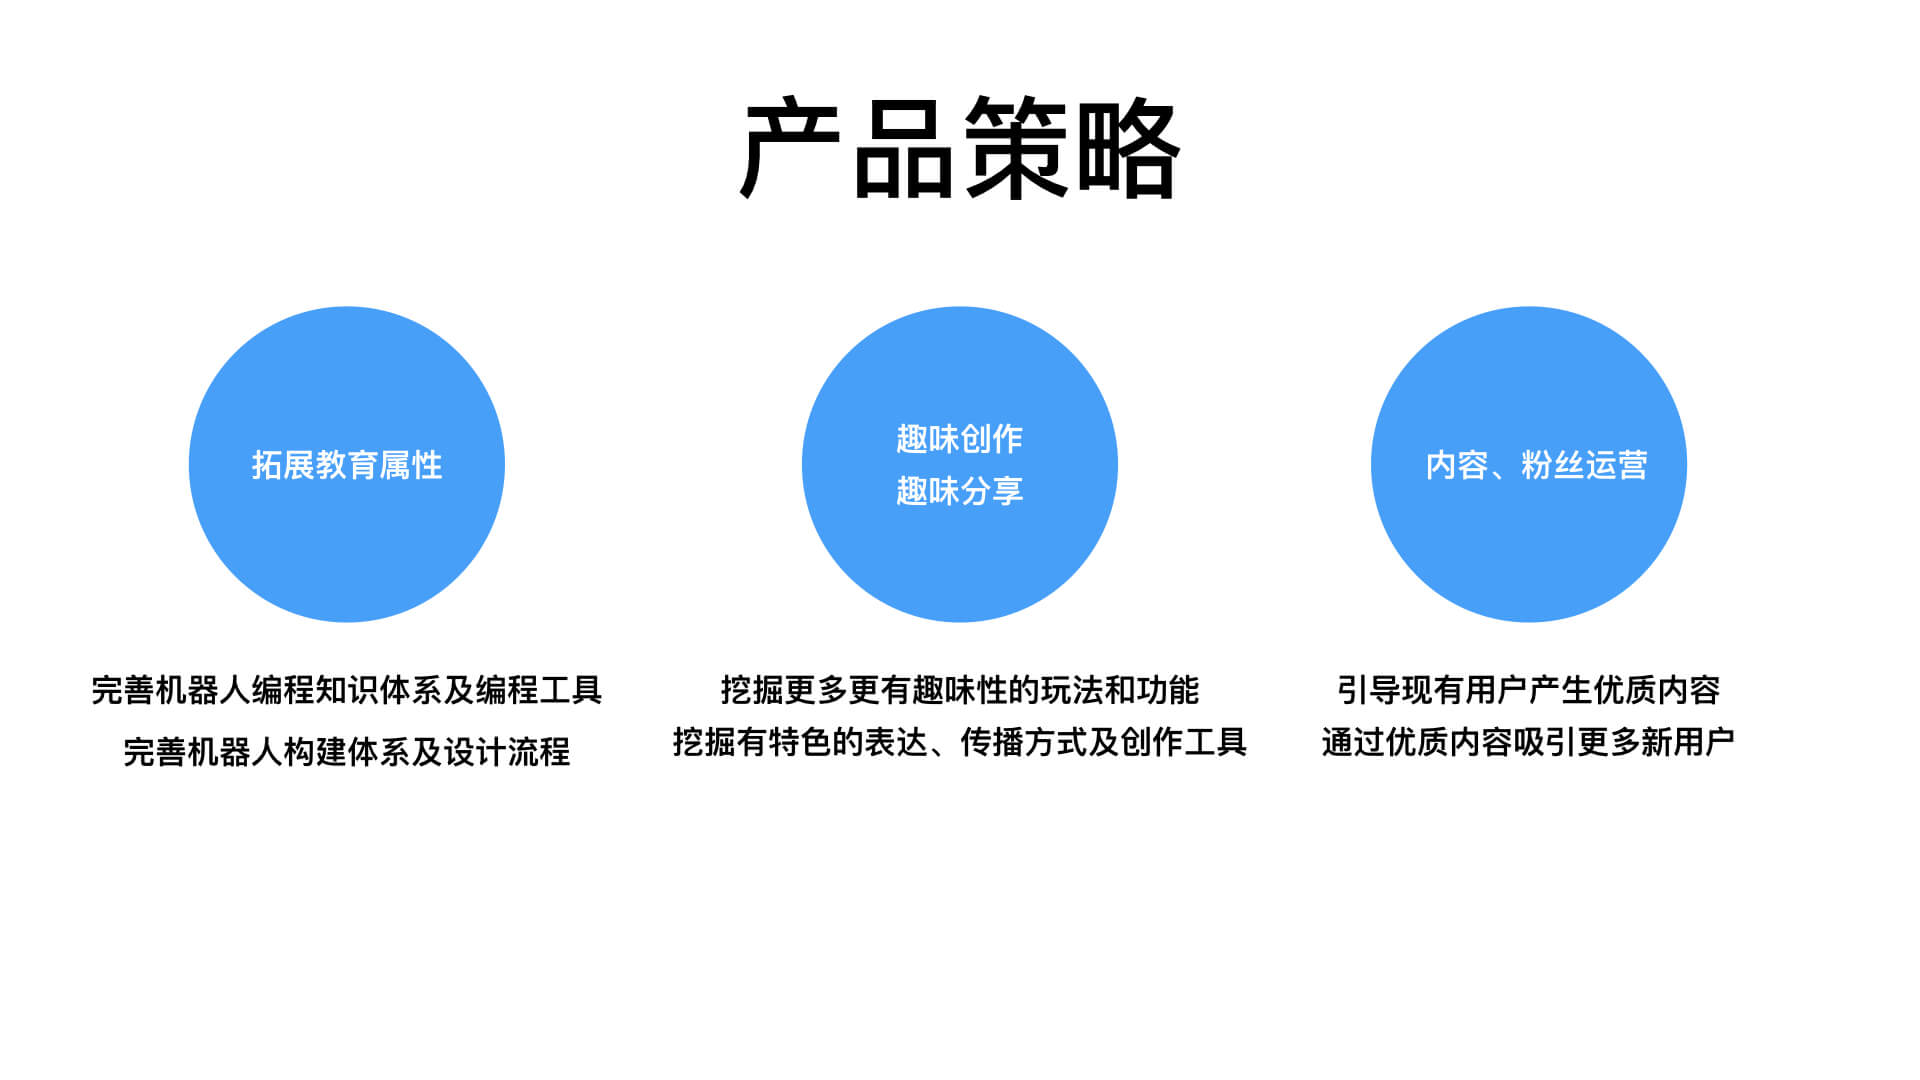 产品策略
拓展教育属性
趣味创作
趣味分享
内容、粉丝运营
完善机器人编程知识体系及编程工具
完善机器人构建体系及设计流程
挖掘更多更有趣味性的玩法和功能
挖掘有特色的表达、传播方式及创作工具
引导现有用户产生优质内容
通过优质内容吸引更多新用户